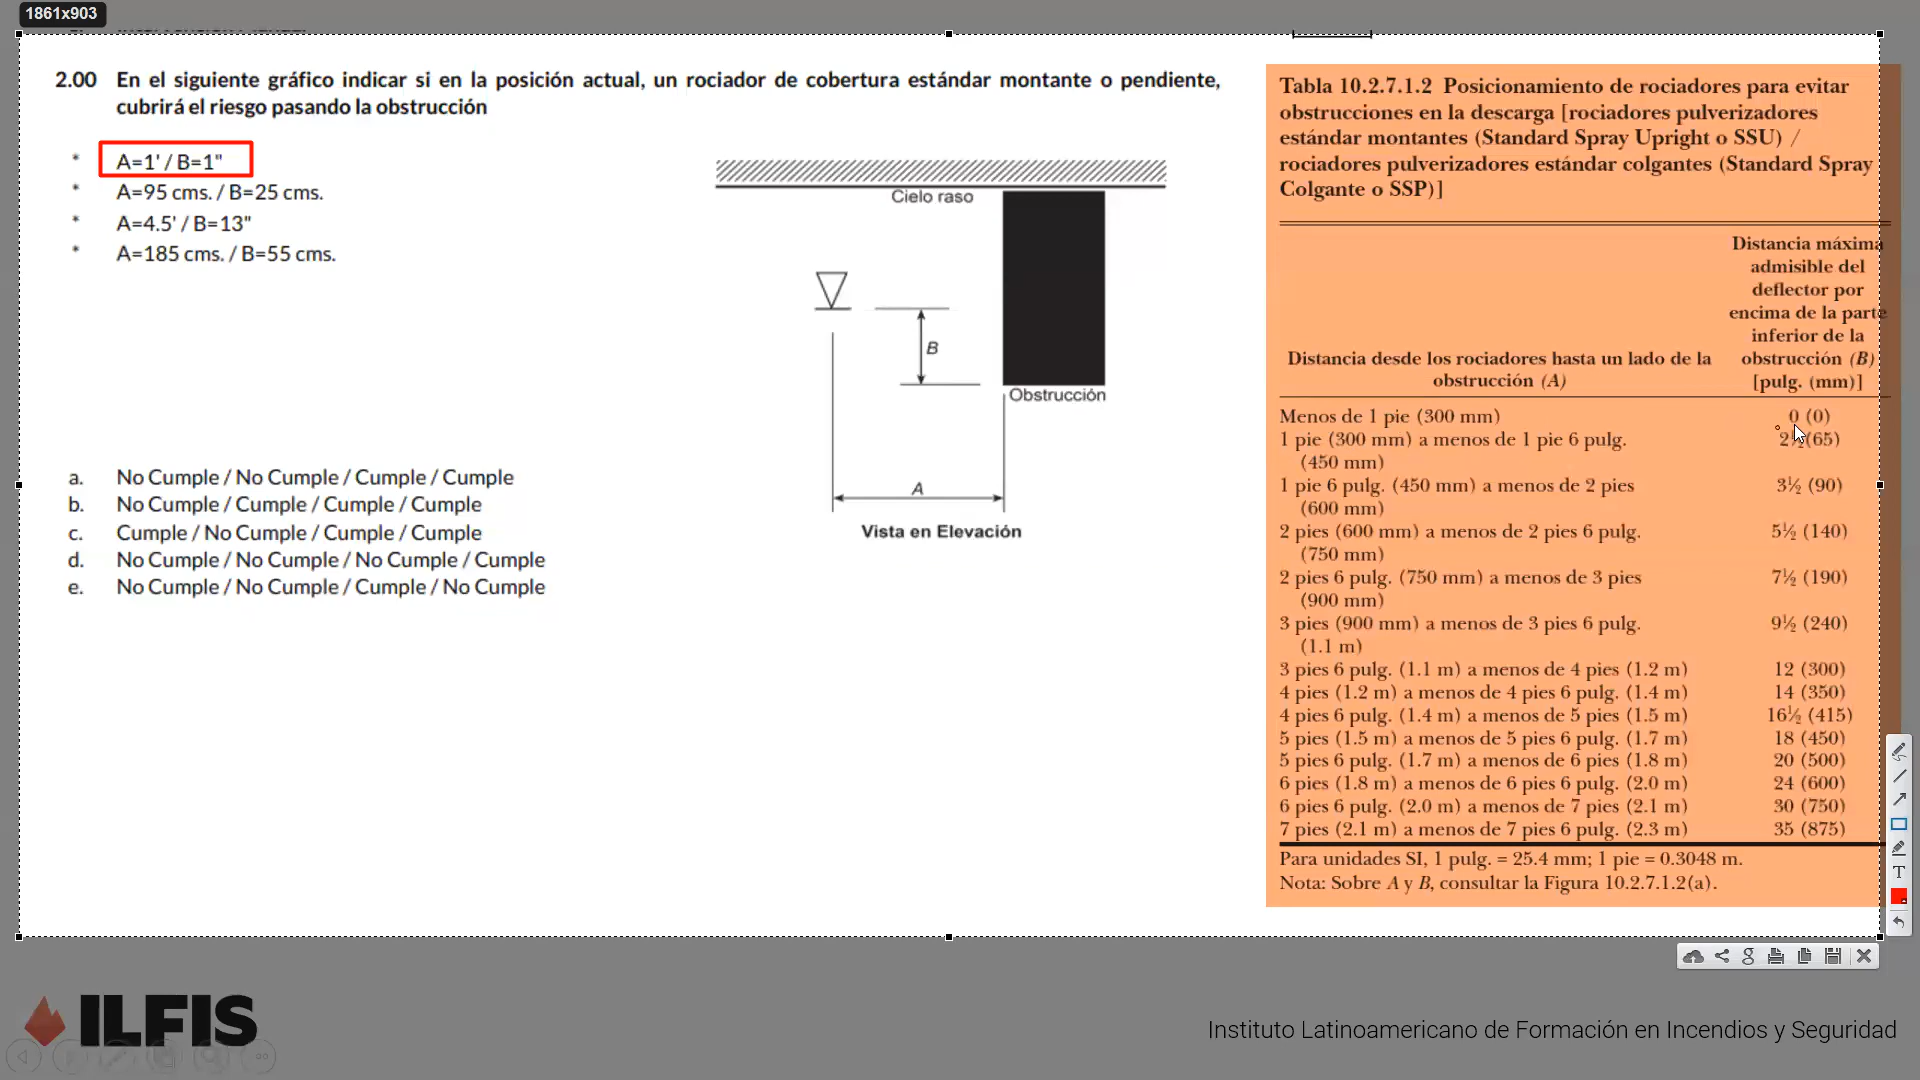 1861x903
2.00 En el siguiente gráfico indicar si en la posición actual, un rociador de cobertura estándar montante o pendiente,
cubrirá el riesgo pasando la obstrucción
* A=1' / B=1"
* A=95 cms. / B=25 cms.
* A=4.5' / B=13"
* A=185 cms. / B=55 cms.
Cielo raso
B
Obstrucción
A
Vista en Elevación
a. No Cumple / No Cumple / Cumple / Cumple
b. No Cumple / Cumple / Cumple / Cumple
c. Cumple / No Cumple / Cumple / Cumple
d. No Cumple / No Cumple / No Cumple / Cumple
e. No Cumple / No Cumple / Cumple / No Cumple
Tabla 10.2.7.1.2 Posicionamiento de rociadores para evitar
obstrucciones en la descarga [rociadores pulverizadores
estándar montantes (Standard Spray Upright o SSU) /
rociadores pulverizadores estándar colgantes (Standard Spray
Colgante o SSP)]
Distancia desde los rociadores hasta un lado de la
obstrucción (A)
Distancia máxima
admisible del
deflector por
encima de la parte
inferior de la
obstrucción (B)
[pulg. (mm)]
Menos de 1 pie (300 mm) 0 (0)
1 pie (300 mm) a menos de 1 pie 6 pulg. 2½ (65)
(450 mm)
1 pie 6 pulg. (450 mm) a menos de 2 pies 3½ (90)
(600 mm)
2 pies (600 mm) a menos de 2 pies 6 pulg. 5½ (140)
(750 mm)
2 pies 6 pulg. (750 mm) a menos de 3 pies 7½ (190)
(900 mm)
3 pies (900 mm) a menos de 3 pies 6 pulg. 9½ (240)
(1.1 m)
3 pies 6 pulg. (1.1 m) a menos de 4 pies (1.2 m) 12 (300)
4 pies (1.2 m) a menos de 4 pies 6 pulg. (1.4 m) 14 (350)
4 pies 6 pulg. (1.4 m) a menos de 5 pies (1.5 m) 16½ (415)
5 pies (1.5 m) a menos de 5 pies 6 pulg. (1.7 m) 18 (450)
5 pies 6 pulg. (1.7 m) a menos de 6 pies (1.8 m) 20 (500)
6 pies (1.8 m) a menos de 6 pies 6 pulg. (2.0 m) 24 (600)
6 pies 6 pulg. (2.0 m) a menos de 7 pies (2.1 m) 30 (750)
7 pies (2.1 m) a menos de 7 pies 6 pulg. (2.3 m) 35 (875)
Para unidades SI, 1 pulg. = 25.4 mm; 1 pie = 0.3048 m.
Nota: Sobre A y B, consultar la Figura 10.2.7.1.2(a).
T
ILFIS
Instituto Latinoamericano de Formación en Incendios y Seguridad